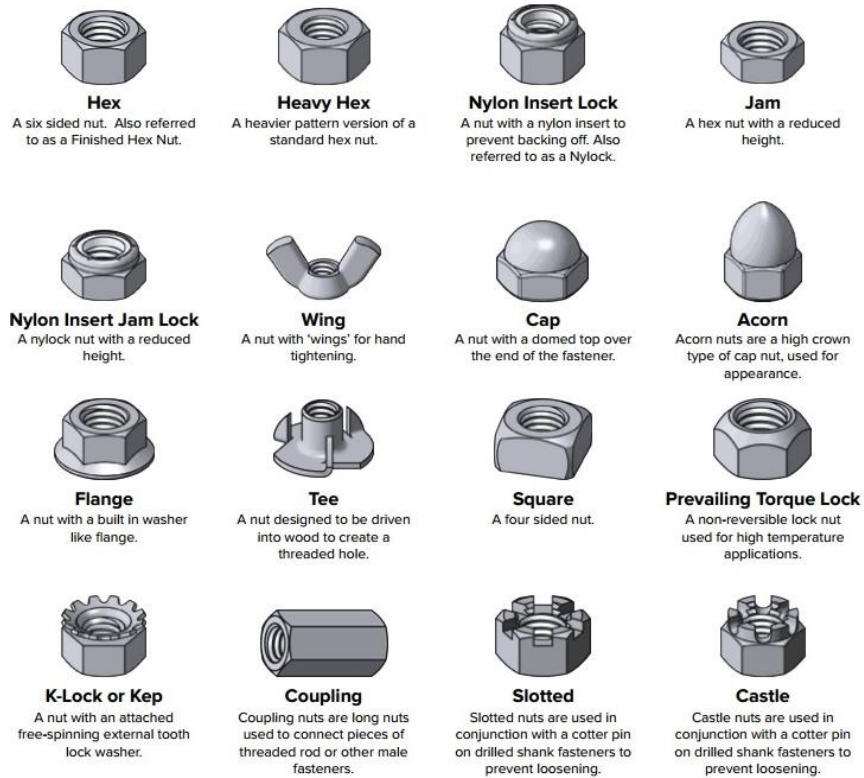 Hex
A six sided nut. Also referred
to as a Finished Hex Nut.
Heavy Hex
A heavier pattern version of a
standard hex nut.
Nylon Insert Lock
A nut with a nylon insert to
prevent backing off. Also
referred to as a Nylock.
Jam
A hex nut with a reduced
height.
Nylon Insert Jam Lock
A nylock nut with a reduced
height.
Wing
A nut with ‘wings’ for hand
tightening.
Cap
A nut with a domed top over
the end of the fastener.
Acorn
Acorn nuts are a high crown
type of cap nut, used for
appearance.
Flange
A nut with a built in washer
like flange.
Tee
A nut designed to be driven
into wood to create a
threaded hole.
Square
A four sided nut.
Prevailing Torque Lock
A non-reversible lock nut
used for high temperature
applications.
K-Lock or Kep
A nut with an attached
free-spinning external tooth
lock washer.
Coupling
Coupling nuts are long nuts
used to connect pieces of
threaded rod or other male
fasteners.
Slotted
Slotted nuts are used in
conjunction with a cotter pin
on drilled shank fasteners to
prevent loosening.
Castle
Castle nuts are used in
conjunction with a cotter pin
on drilled shank fasteners to
prevent loosening.